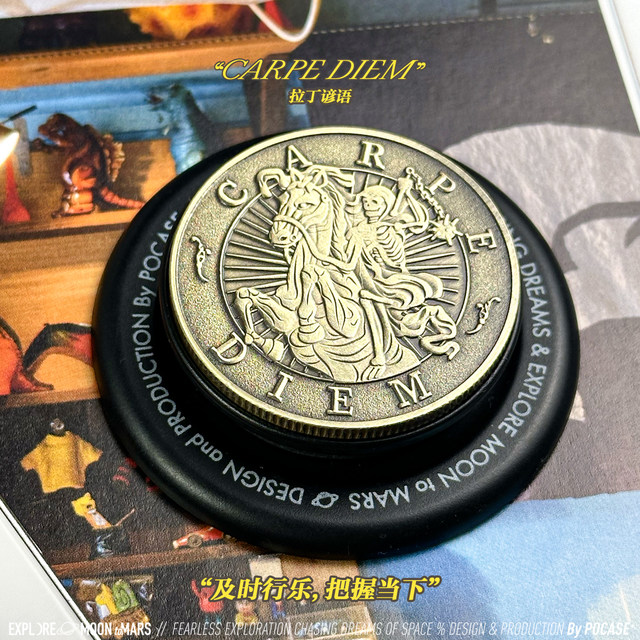 “CARPE DIEM”
拉丁谚语
CARPE
DIEM
ING DREAMS & EXPLORE MOON to MARS DESIGN and PRODUCTION By POCASE
“及时行乐, 把握当下”
EXPLORE MOON to MARS // FEARLESS EXPLORATION CHASING DREAMS OF SPACE % DESIGN & PRODUCTION By POCASE